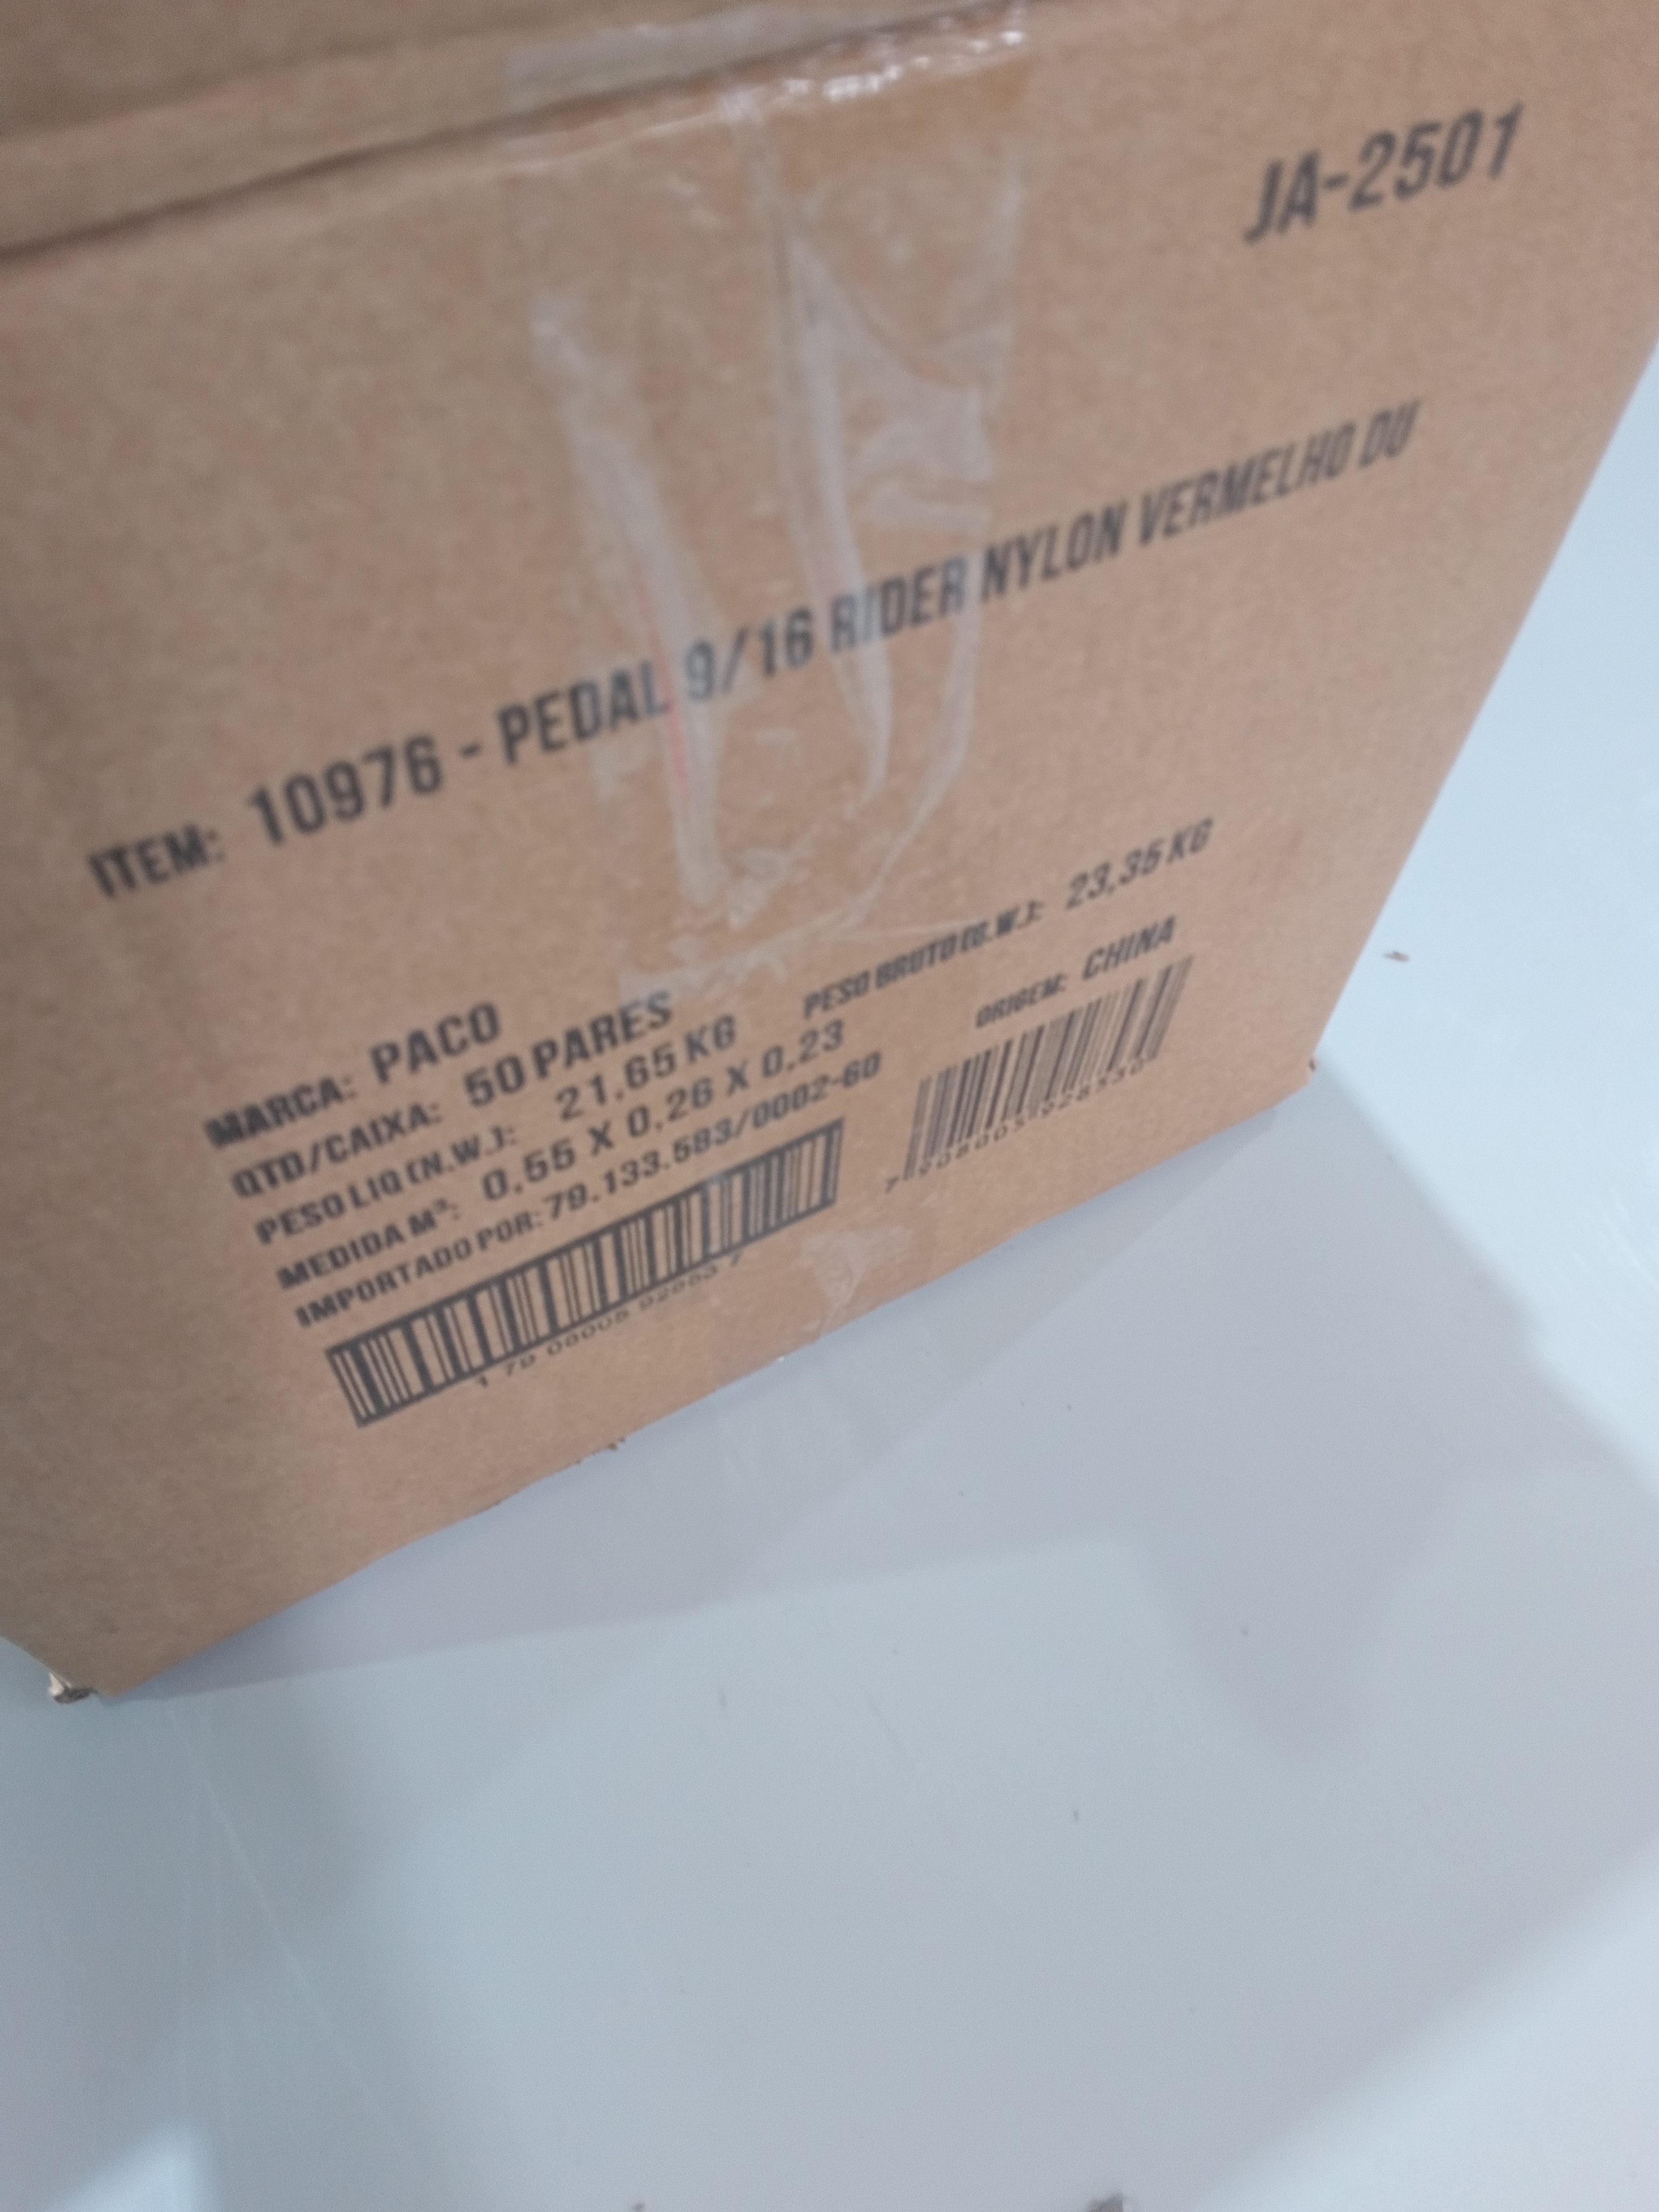 JA-2501
ITEM: 10976 - PEDAL 9/16 RIDER NYLON VERMELHO DU
MARCA: PACO
QTD/CAIXA: 50 PARES
PESO LIQ (N.W.): 21,65 KG PESO BRUTO (G.W.): 23,35 KG
MEDIDA M³: 0,55 X 0,26 X 0,23 ORIGEM: CHINA
IMPORTADO POR: 79.133.583/0002-60